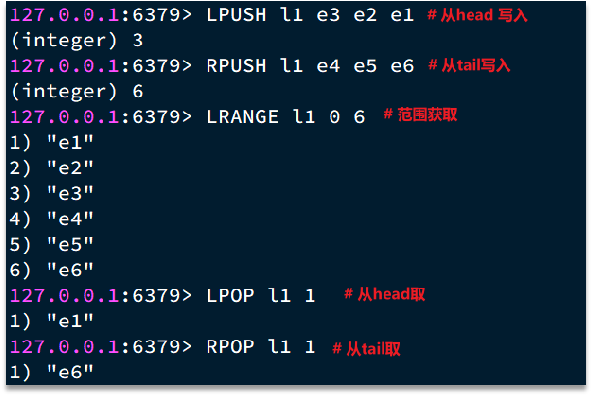 127.0.0.1:6379> LPUSH l1 e3 e2 e1 # 从head 写入
(integer) 3
127.0.0.1:6379> RPUSH l1 e4 e5 e6 # 从tail写入
(integer) 6
127.0.0.1:6379> LRANGE l1 0 6 # 范围获取
1) "e1"
2) "e2"
3) "e3"
4) "e4"
5) "e5"
6) "e6"
127.0.0.1:6379> LPOP l1 1 # 从head取
1) "e1"
127.0.0.1:6379> RPOP l1 1 # 从tail取
1) "e6"